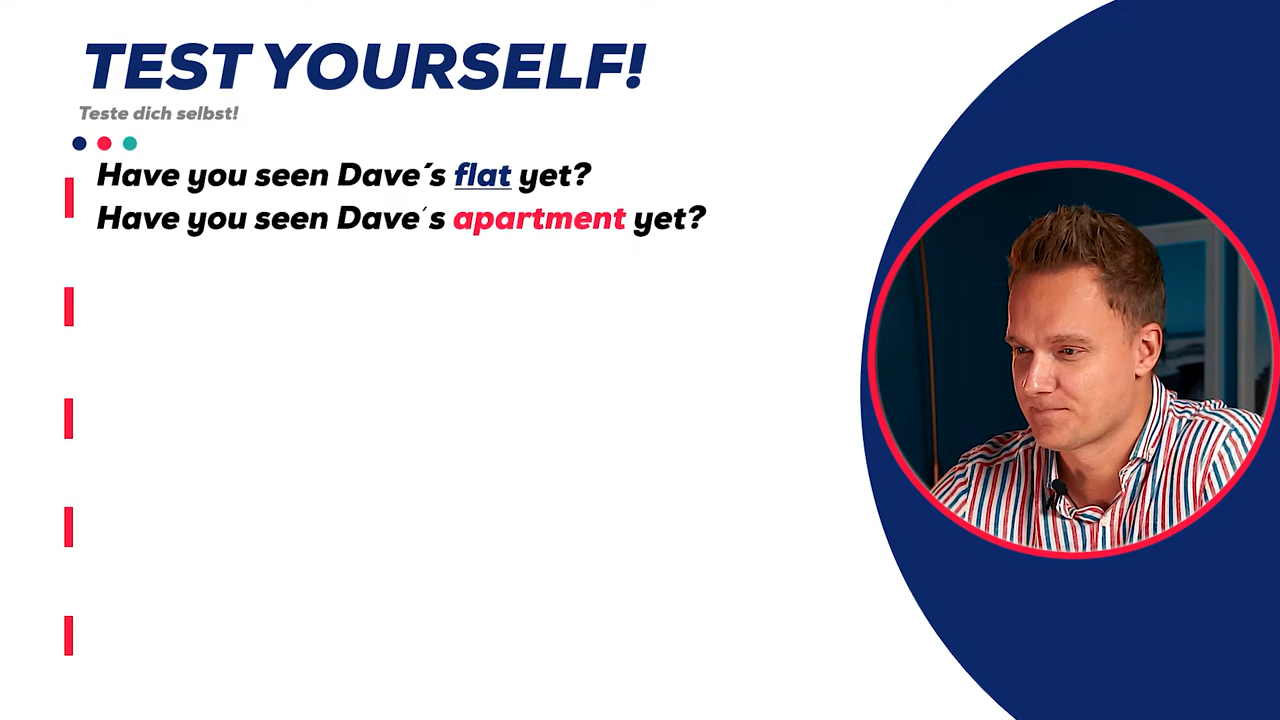 TEST YOURSELF!
Teste dich selbst!
Have you seen Dave´s flat yet?
Have you seen Dave´s apartment yet?